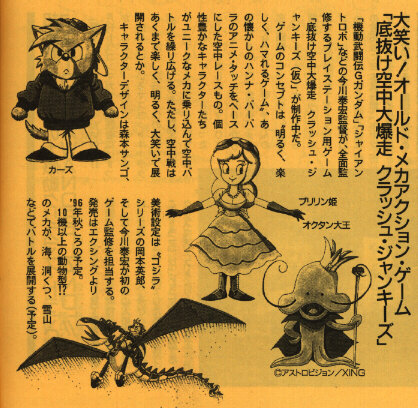 大笑い!オールド・メカアクション・ゲーム
「底抜け空中大爆走 クラッシュ・ジャンキーズ」
「機動武闘伝Gガンダム」「ジャイアン
トロボ」などの今川泰宏監督が、全面監
修するプレイステーション用ゲーム
「底抜け空中大爆走 クラッシュ・ジ
ャンキーズ(仮)」が制作中だ。
ゲームのコンセプトは“明るく、楽
しく、ハマれるゲーム”、あ
の懐かしのハンナ・バーバ
ラのアニメ・タッチをベース
にした空中レースもの。個
性豊かなキャラクターたち
がユニークなメカに乗り込んで空中バ
トルを繰り広げる。ただし、空中戦は
あくまで楽しく、明るく、大笑いで展
開されるとか。
キャラクターデザインは森本サンゴ、
美術設定は、“ゴジラ”
シリーズの岡本英郎、
そして今川泰宏が初の
ゲーム監修を担当する。
発売はエクシングより
'96年秋ごろの予定。
10機以上の動物型!!
のメカが、海、洞くつ、雪山
などでバトルを展開する(予定)。
カーズ
プリリン姫
オクタン大王
©アストロビジョン/XING